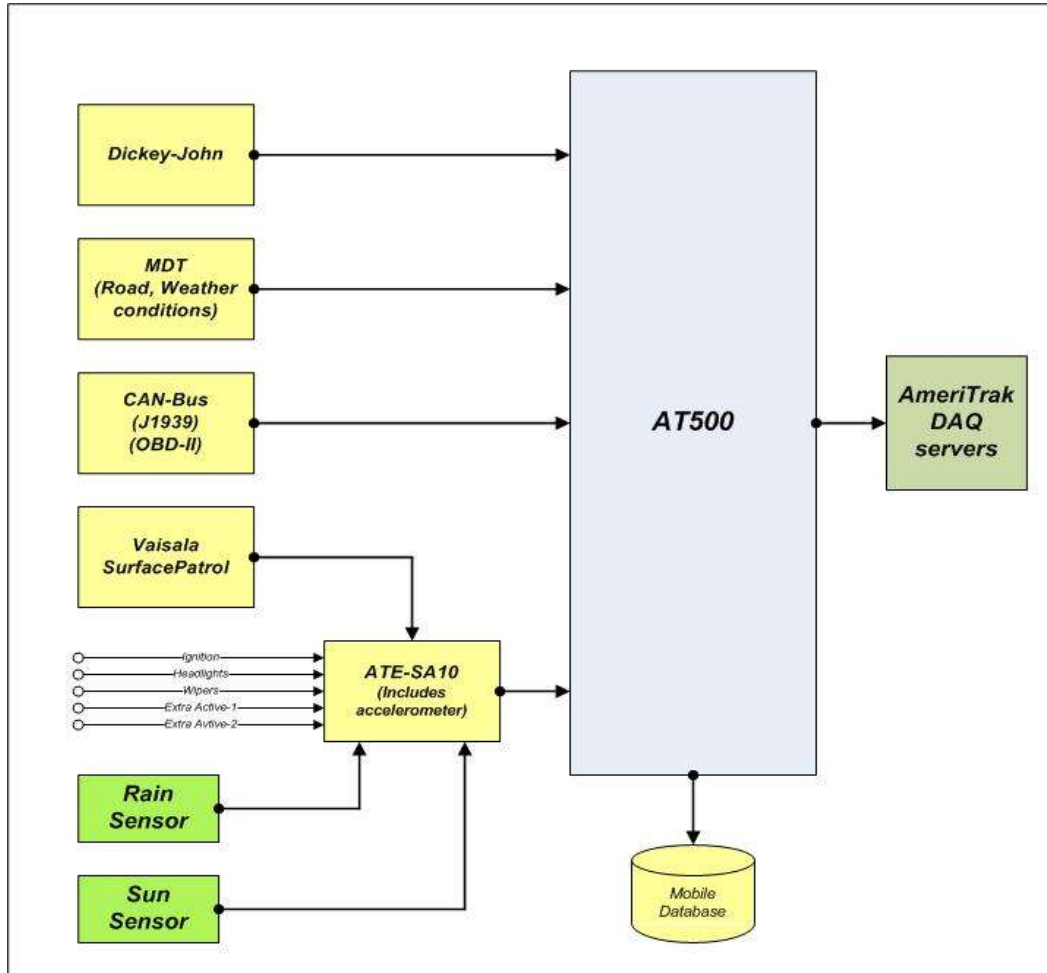 Dickey-John
MDT
(Road, Weather
conditions)
CAN-Bus
(J1939)
(OBD-II)
Vaisala
SurfacePatrol
Ignition
Headlights
Wipers
Extra Active-1
Extra Avtive-2
ATE-SA10
(Includes
accelerometer)
Rain
Sensor
Sun
Sensor
AT500
AmeriTrak
DAQ
servers
Mobile
Database